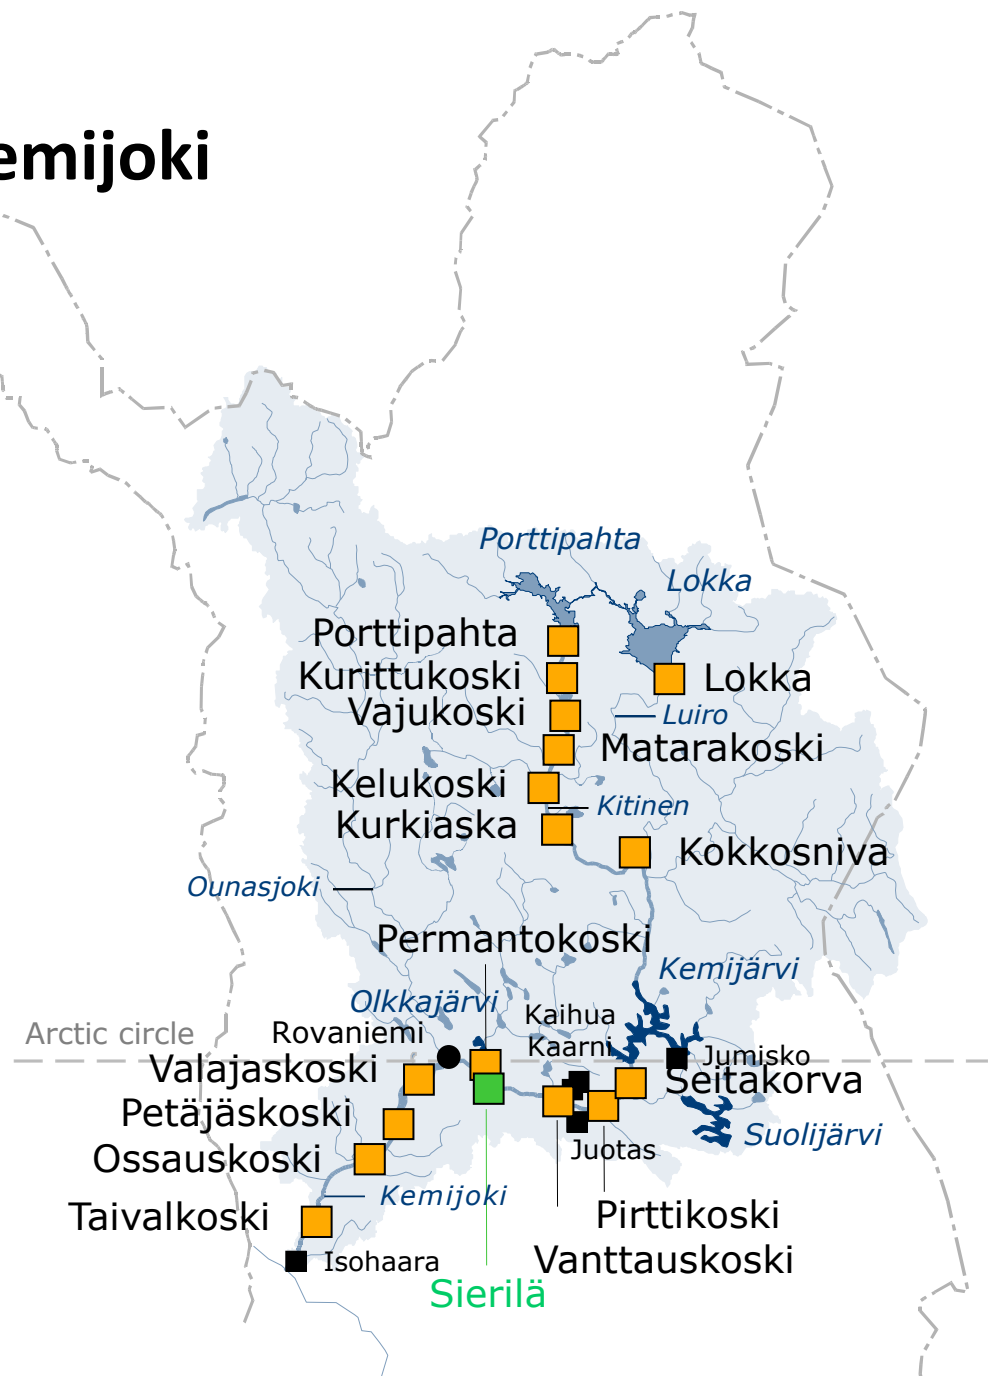 emijoki
Porttipahta
Lokka
Porttipahta
Kurittukoski
Lokka
Vajukoski
Luiro
Matarakoski
Kelukoski
Kitinen
Kurkiaska
Kokkosniva
Ounasjoki
Permantokoski
Kemijärvi
Olkkajärvi
Kaihua
Arctic circle
Rovaniemi
Kaarni
Jumisko
Valajaskoski
Seitakorva
Petäjäskoski
Suolijärvi
Juotas
Ossauskoski
Kemijoki
Taivalkoski
Pirttikoski
Isohaara
Vanttauskoski
Sierilä